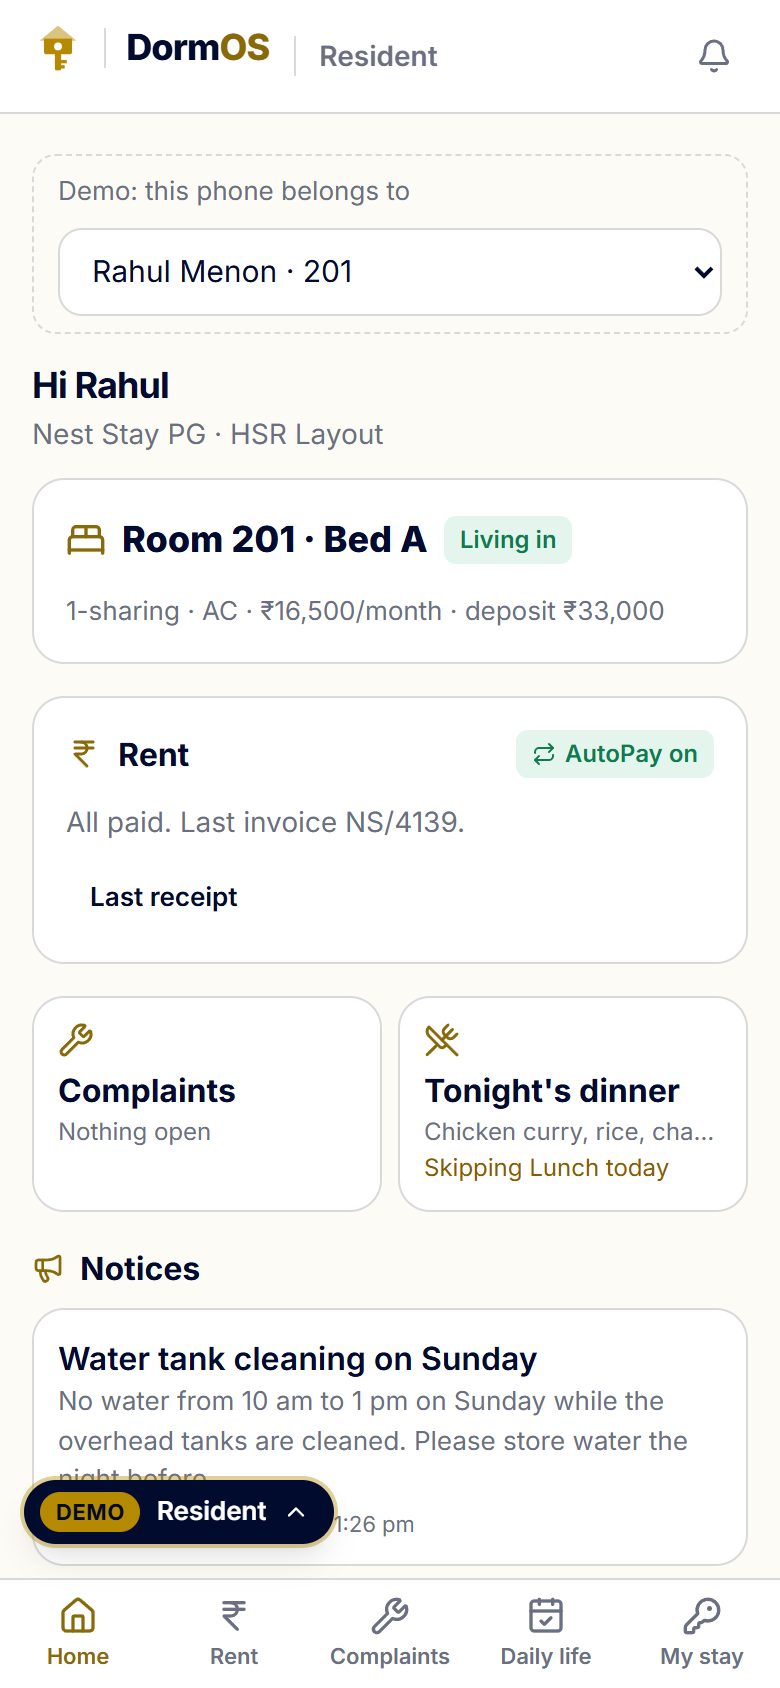 DormOS
Resident
Demo: this phone belongs to
Rahul Menon · 201
Hi Rahul
Nest Stay PG · HSR Layout
Room 201 · Bed A
Living in
1-sharing · AC · ₹16,500/month · deposit ₹33,000
₹ Rent
AutoPay on
All paid. Last invoice NS/4139.
Last receipt
Complaints
Nothing open
Tonight's dinner
Chicken curry, rice, cha...
Skipping Lunch today
Notices
Water tank cleaning on Sunday
No water from 10 am to 1 pm on Sunday while the
overhead tanks are cleaned. Please store water the
night before.
1:26 pm
DEMO Resident
Home
₹
Rent
Complaints
Daily life
My stay